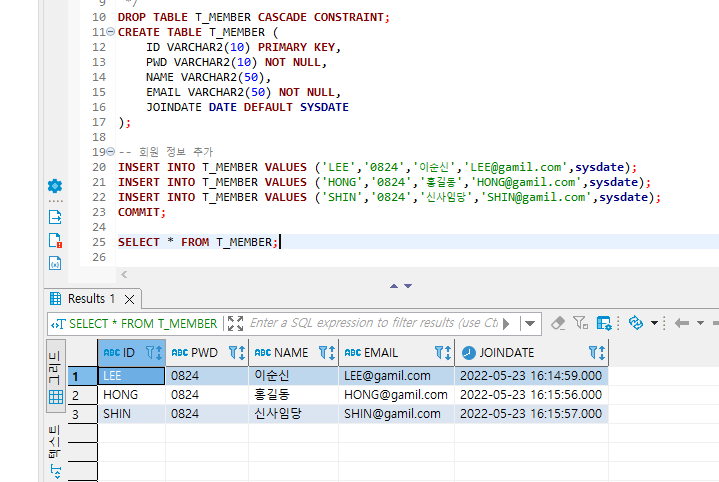 9 */
10 DROP TABLE T_MEMBER CASCADE CONSTRAINT;
11 CREATE TABLE T_MEMBER (
12 ID VARCHAR2(10) PRIMARY KEY,
13 PWD VARCHAR2(10) NOT NULL,
14 NAME VARCHAR2(50),
15 EMAIL VARCHAR2(50) NOT NULL,
16 JOINDATE DATE DEFAULT SYSDATE
17 );
18
19 -- 회원 정보 추가
20 INSERT INTO T_MEMBER VALUES ('LEE','0824','이순신','LEE@gamil.com',sysdate);
21 INSERT INTO T_MEMBER VALUES ('HONG','0824','홍길동','HONG@gamil.com',sysdate);
22 INSERT INTO T_MEMBER VALUES ('SHIN','0824','신사임당','SHIN@gamil.com',sysdate);
23 COMMIT;
24
25 SELECT * FROM T_MEMBER;
26
Results 1
SELECT * FROM T_MEMBER Enter a SQL expression to filter results (use Ct
그리드
텍스트
ABC ID ABC PWD ABC NAME ABC EMAIL JOINDATE
1 LEE 0824 이순신 LEE@gamil.com 2022-05-23 16:14:59.000
2 HONG 0824 홍길동 HONG@gamil.com 2022-05-23 16:15:56.000
3 SHIN 0824 신사임당 SHIN@gamil.com 2022-05-23 16:15:57.000